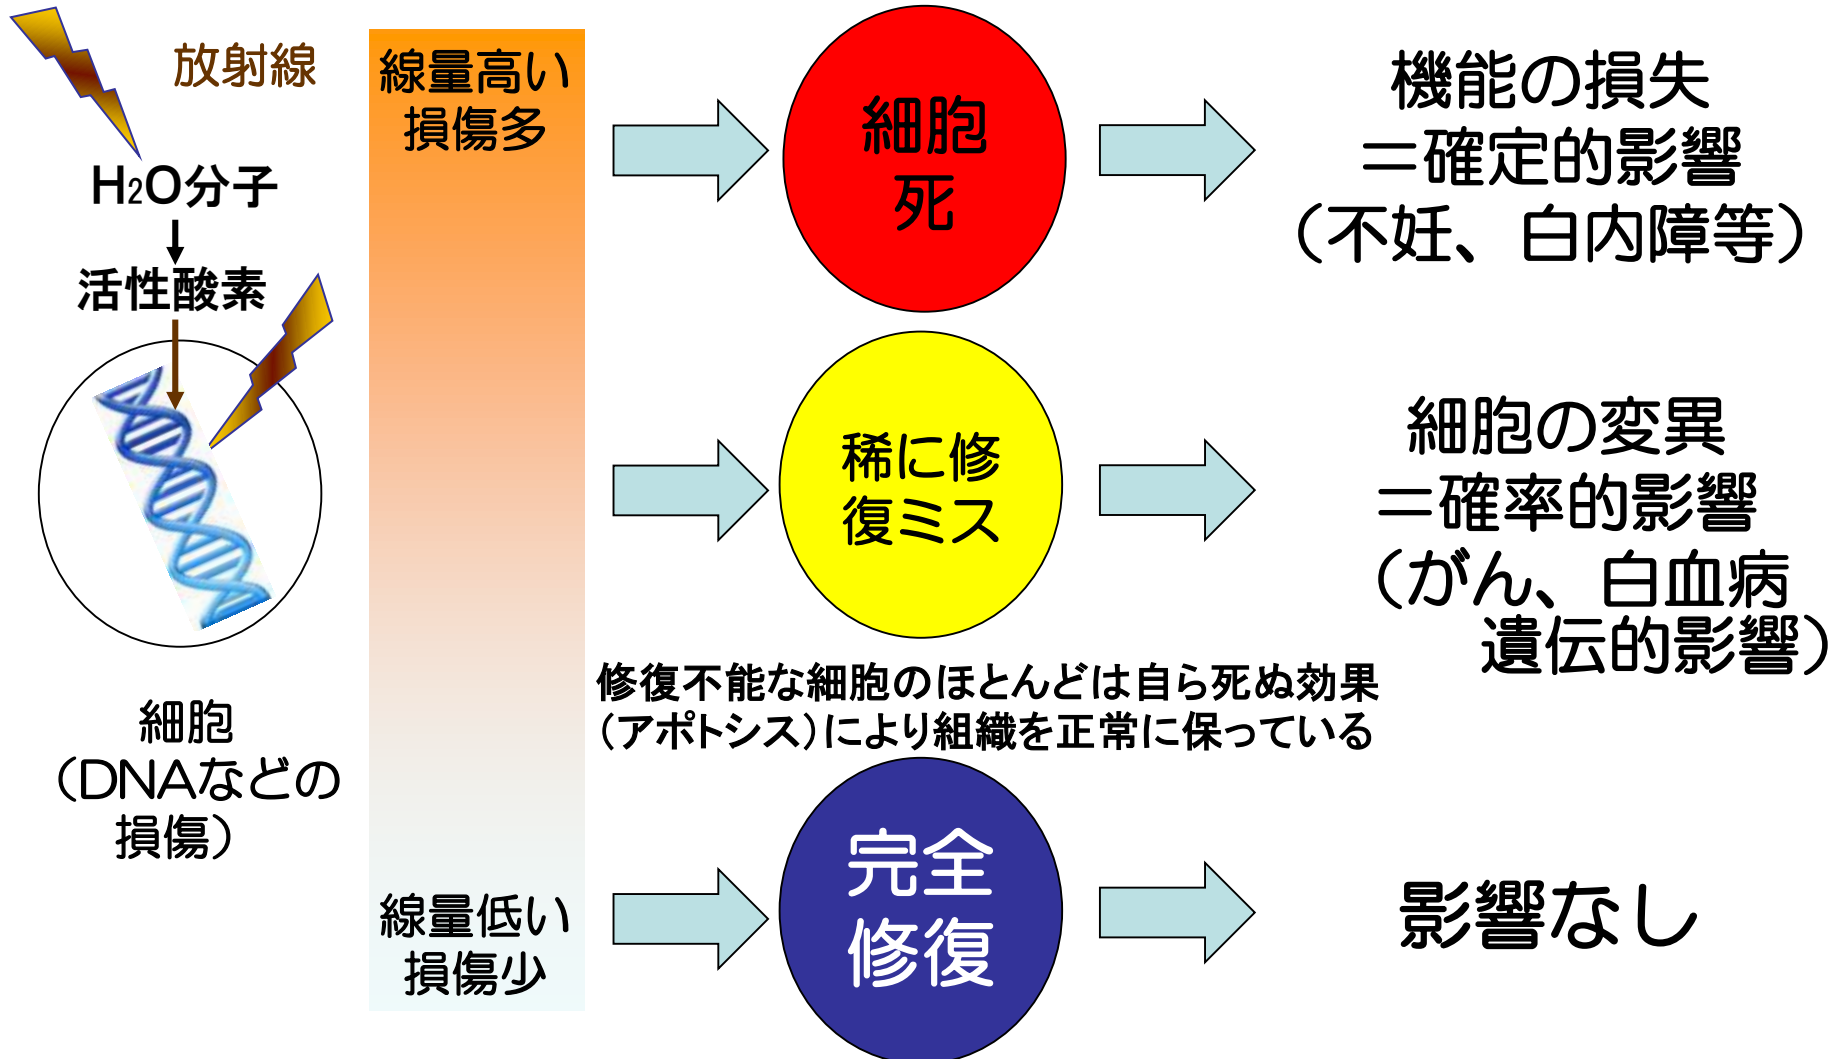 放射線
H2O分子
活性酸素
細胞
（DNAなどの
損傷）
線量高い
損傷多
線量低い
損傷少
細胞
死
機能の損失
＝確定的影響
（不妊、白内障等）
稀に修
復ミス
細胞の変異
＝確率的影響
（がん、白血病
遺伝的影響）
修復不能な細胞のほとんどは自ら死ぬ効果
（アポトシス）により組織を正常に保っている
完全
修復
影響なし